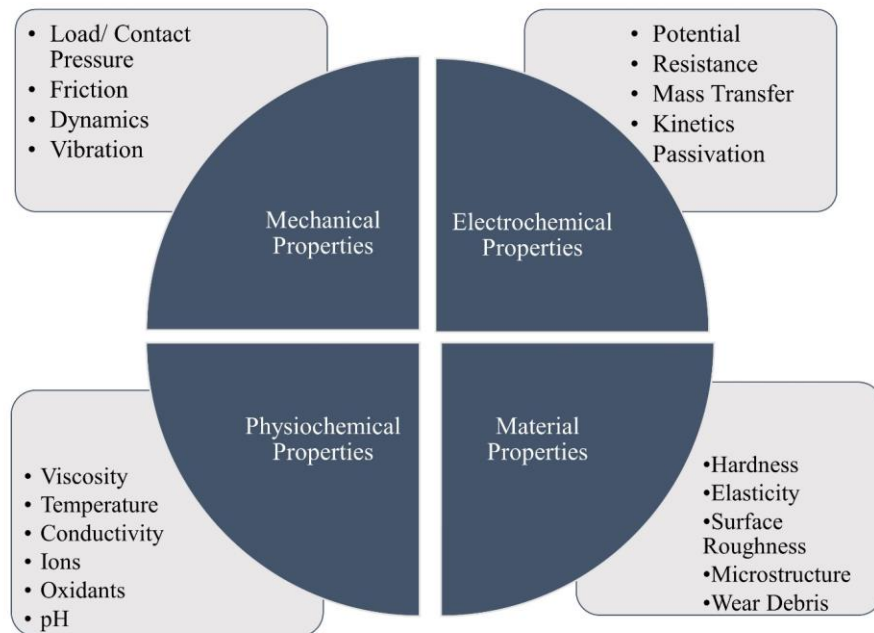 • Load/ Contact
Pressure
• Friction
• Dynamics
• Vibration
• Potential
• Resistance
• Mass Transfer
• Kinetics
Passivation
Mechanical
Properties
Electrochemical
Properties
Physiochemical
Properties
Material
Properties
• Viscosity
• Temperature
• Conductivity
• Ions
• Oxidants
• pH
•Hardness
•Elasticity
•Surface
Roughness
•Microstructure
•Wear Debris